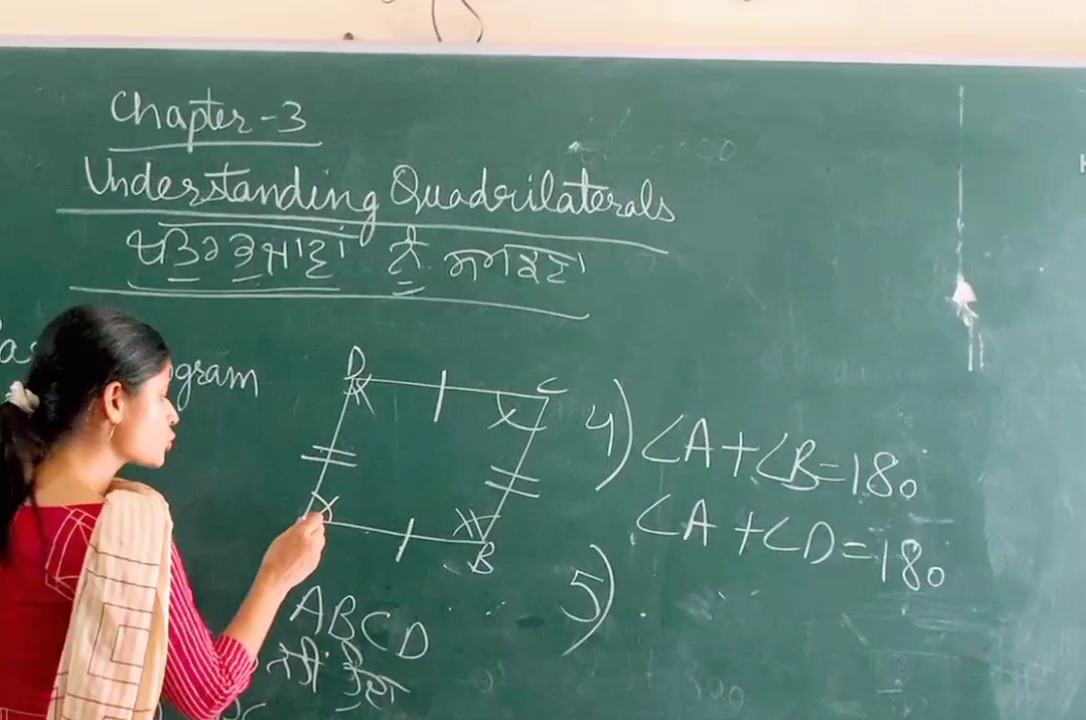 Chapter-3
Understanding Quadrilaterals
ਚਤੁਰਭੁਜਾਂ ਨੂੰ ਸਮਝਣਾ
gram
D C
B
4) ∠A+∠B=180
∠A+∠D=180
5)
ABCD